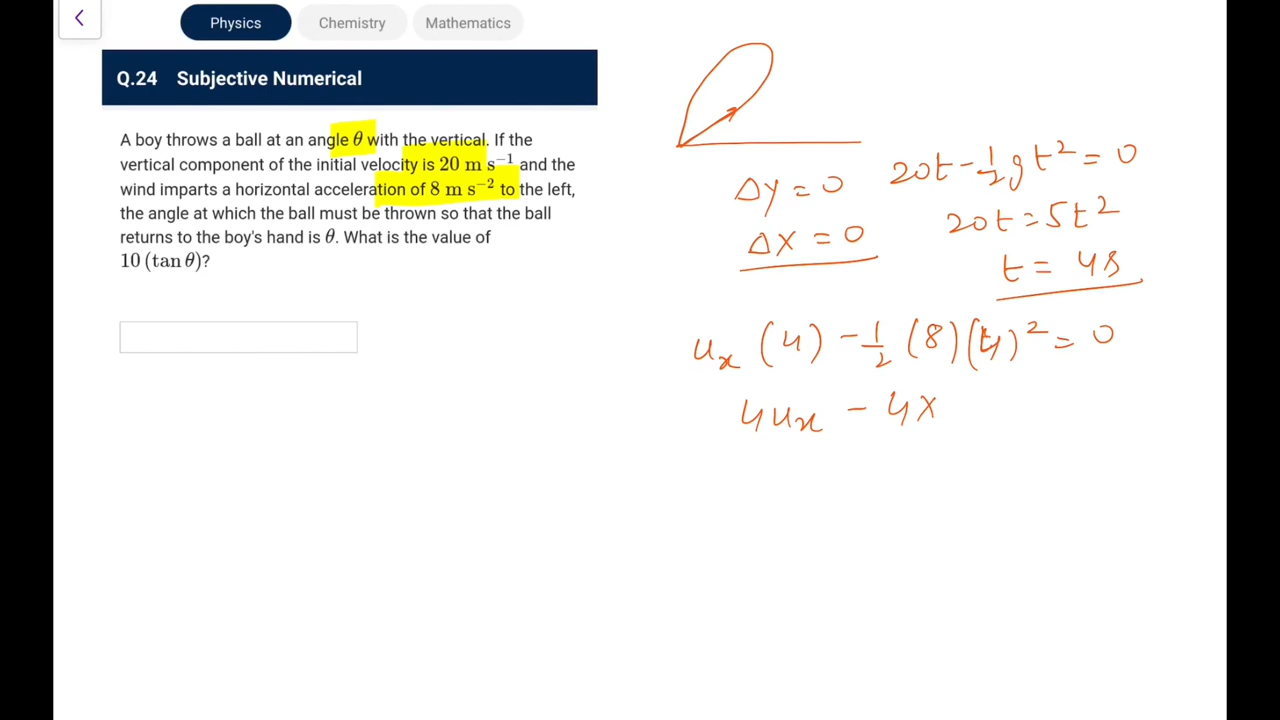 Physics Chemistry Mathematics
Q.24 Subjective Numerical
A boy throws a ball at an angle θ with the vertical. If the
vertical component of the initial velocity is 20 m s⁻¹ and the
wind imparts a horizontal acceleration of 8 m s⁻² to the left,
the angle at which the ball must be thrown so that the ball
returns to the boy's hand is θ. What is the value of
10 (tan θ)?
Δy = 0
Δx = 0
20t - 1/2 gt² = 0
20t = 5t²
t = 4s
uₓ (4) - 1/2 (8)(4)² = 0
4uₓ - 4×